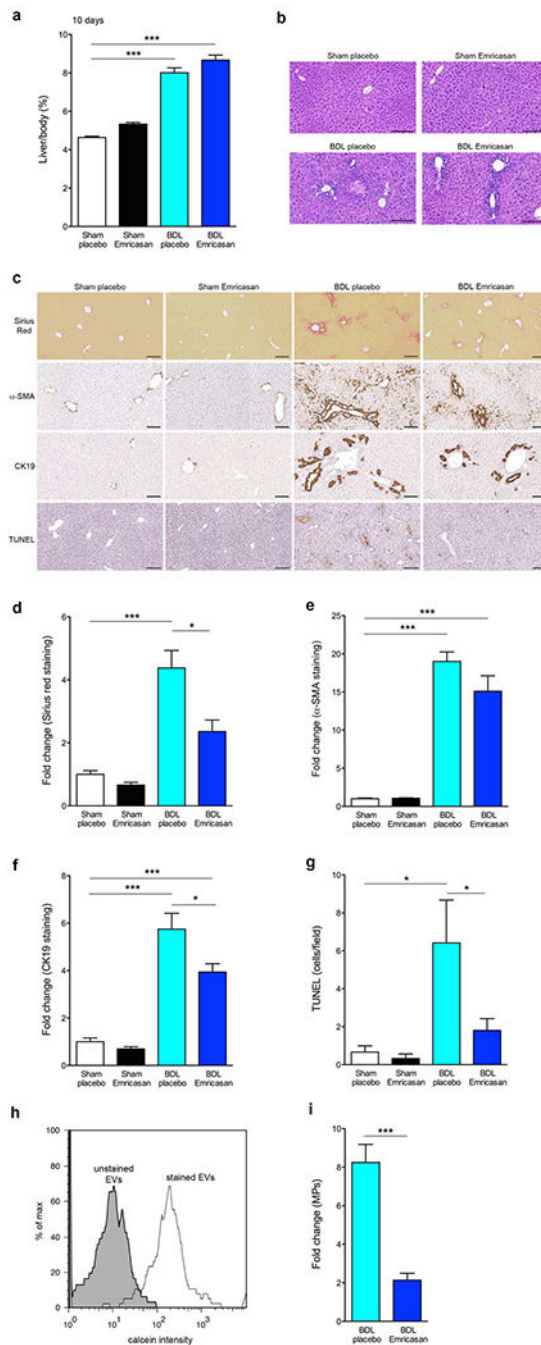 a
10 days
***
***
Liver/body (%)
10
8
6
4
2
0
Sham placebo
Sham Emricasan
BDL placebo
BDL Emricasan
b
Sham placebo
Sham Emricasan
BDL placebo
BDL Emricasan
c
Sham placebo
Sham Emricasan
BDL placebo
BDL Emricasan
Sirius Red
α-SMA
CK19
TUNEL
d
***
*
Fold change (Sirius red staining)
6
4
2
0
Sham placebo
Sham Emricasan
BDL placebo
BDL Emricasan
e
***
***
Fold change (α-SMA staining)
25
20
15
10
5
0
Sham placebo
Sham Emricasan
BDL placebo
BDL Emricasan
f
***
***
*
Fold change (CK19 staining)
8
6
4
2
0
Sham placebo
Sham Emricasan
BDL placebo
BDL Emricasan
g
*
*
TUNEL (cells/field)
10
8
6
4
2
0
Sham placebo
Sham Emricasan
BDL placebo
BDL Emricasan
h
% of max
100
80
60
40
20
0
unstained EVs
stained EVs
10⁰
10¹
10²
10³
calcein intensity
i
***
Fold change (MPs)
10
8
6
4
2
0
BDL placebo
BDL Emricasan